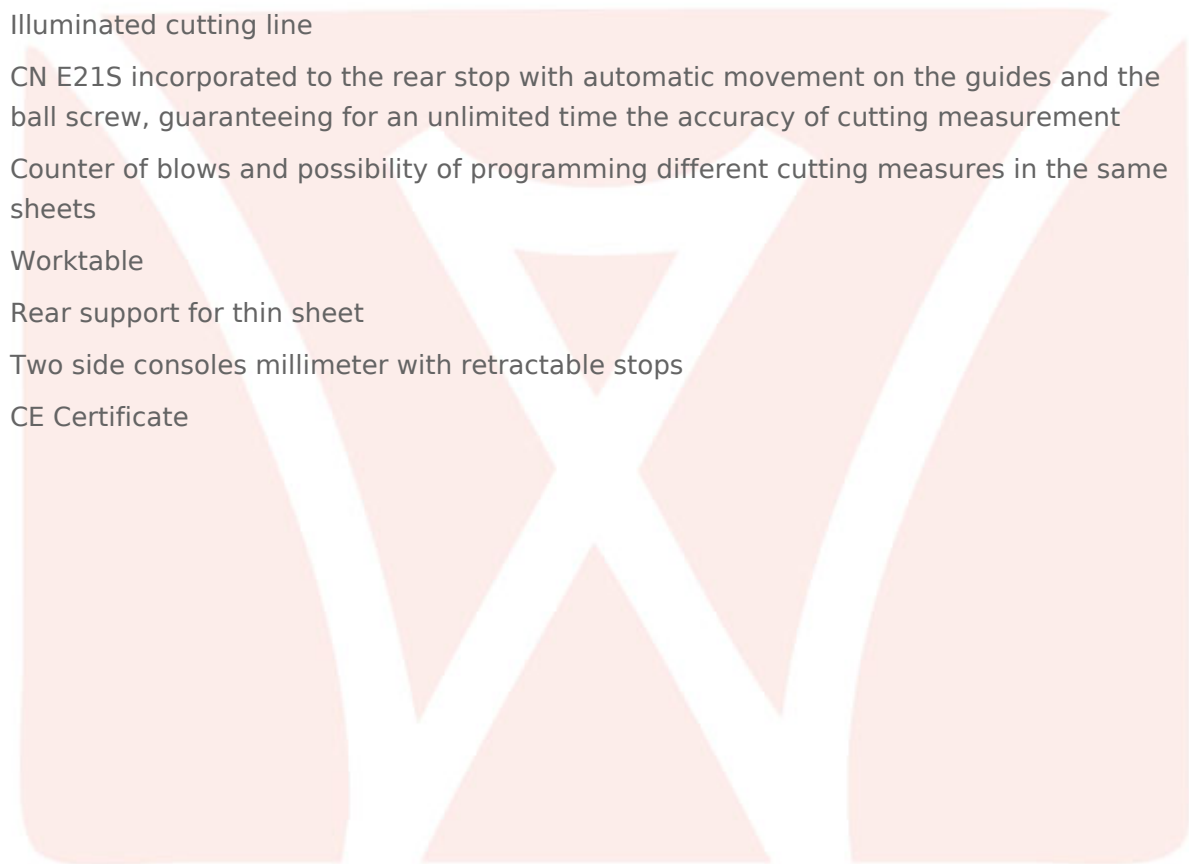 Illuminated cutting line
CN E21S incorporated to the rear stop with automatic movement on the guides and the
ball screw, guaranteeing for an unlimited time the accuracy of cutting measurement
Counter of blows and possibility of programming different cutting measures in the same
sheets
Worktable
Rear support for thin sheet
Two side consoles millimeter with retractable stops
CE Certificate